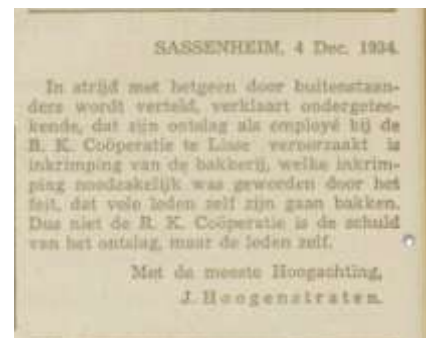 SASSENHEIM, 4 Dec. 1934.
In strijd met hetgeen door buitenstaan-
ders wordt verteld, verklaart ondergetee-
kende, dat zijn ontslag als employé bij de
R. K. Coöperatie te Lisse veroorzaakt is
inkrimping van de bakkerij, welke inkrim-
ping noodzakelijk was geworden door het
feit, dat vele leden zelf zijn gaan bakken.
Dus niet de R. K. Coöperatie is de schuld
van het ontslag, maar de leden zelf.
Met de meeste Hoogachting,
J. Hoogenstraten.